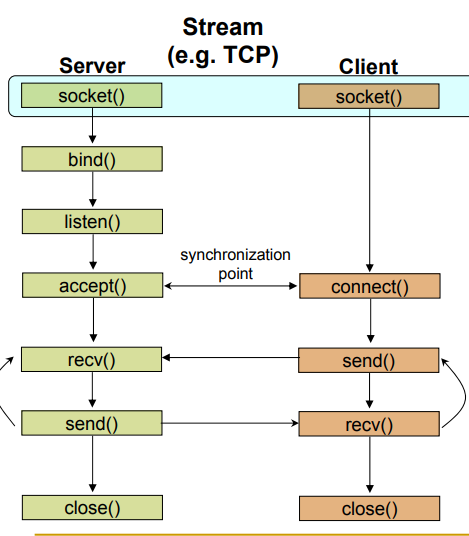 Stream
(e.g. TCP)
Server
Client
socket()
socket()
bind()
listen()
synchronization
point
accept()
connect()
recv()
send()
send()
recv()
close()
close()